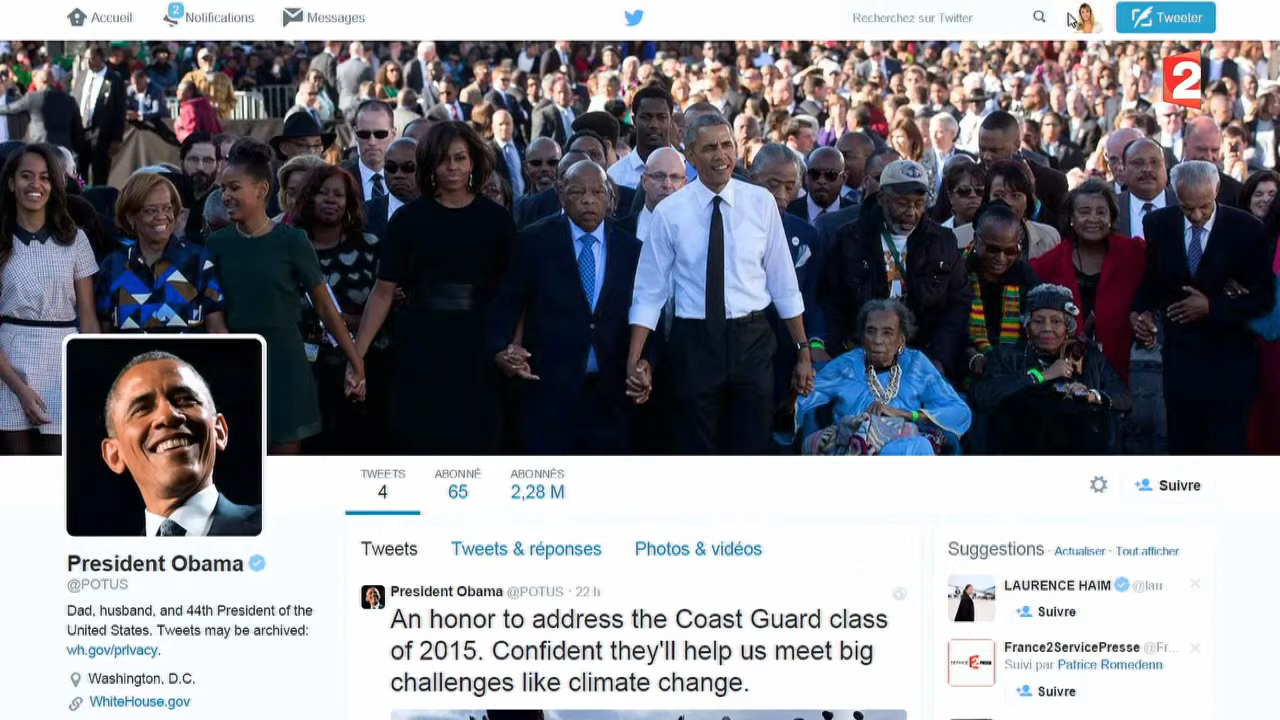 Accueil
2
Notifications
Messages
Recherchez sur Twitter
Tweeter
2
TWEETS
4
ABONNÉ
65
ABONNÉS
2,28 M
Suivre
President Obama
@POTUS
Dad, husband, and 44th President of the
United States. Tweets may be archived:
wh.gov/privacy.
Washington, D.C.
WhiteHouse.gov
Tweets
Tweets & réponses
Photos & vidéos
President Obama @POTUS · 22 h
An honor to address the Coast Guard class
of 2015. Confident they'll help us meet big
challenges like climate change.
Suggestions · Actualiser · Tout afficher
LAURENCE HAIM @lau
Suivre
France2ServicePresse @Fr...
Suivi par Patrice Romedenn
Suivre